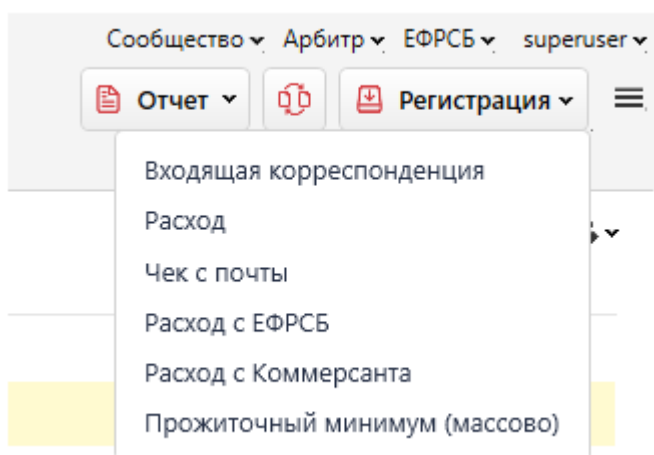 Сообщество Арбитр ЕФРСБ superuser
Отчет Регистрация
Входящая корреспонденция
Расход
Чек с почты
Расход с ЕФРСБ
Расход с Коммерсанта
Прожиточный минимум (массово)